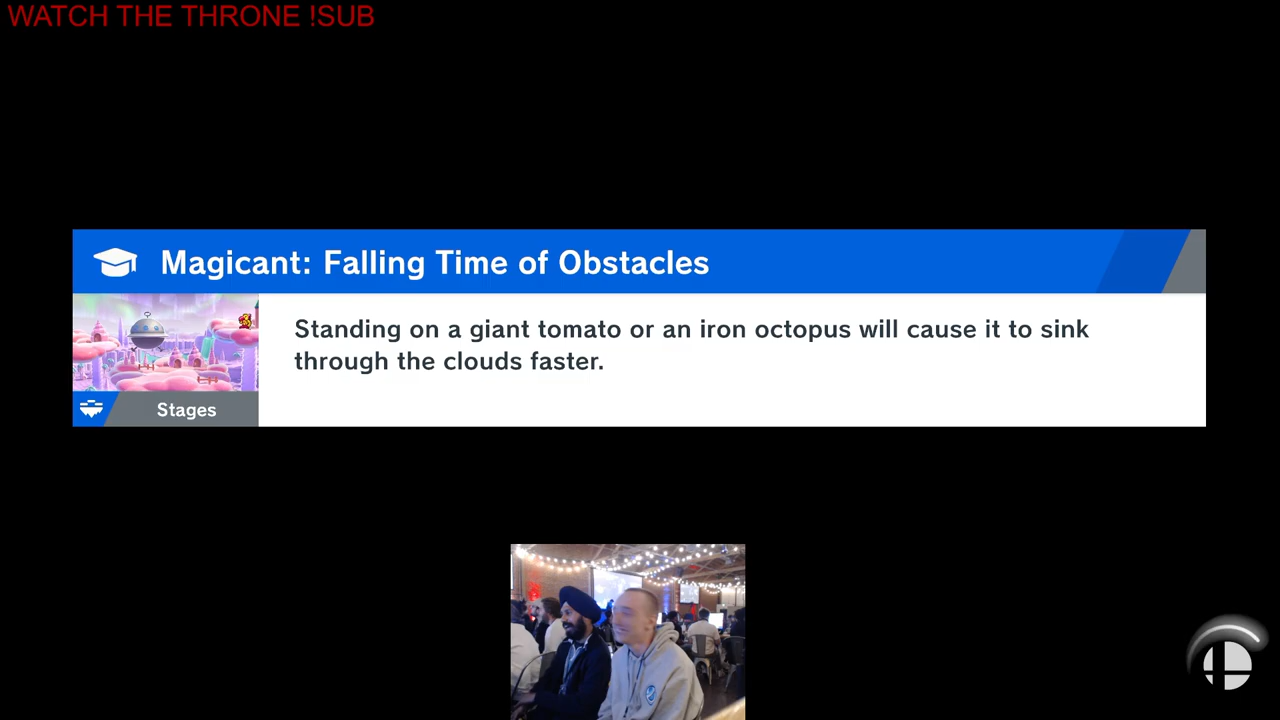 WATCH THE THRONE !SUB
Magicant: Falling Time of Obstacles
Standing on a giant tomato or an iron octopus will cause it to sink
through the clouds faster.
Stages